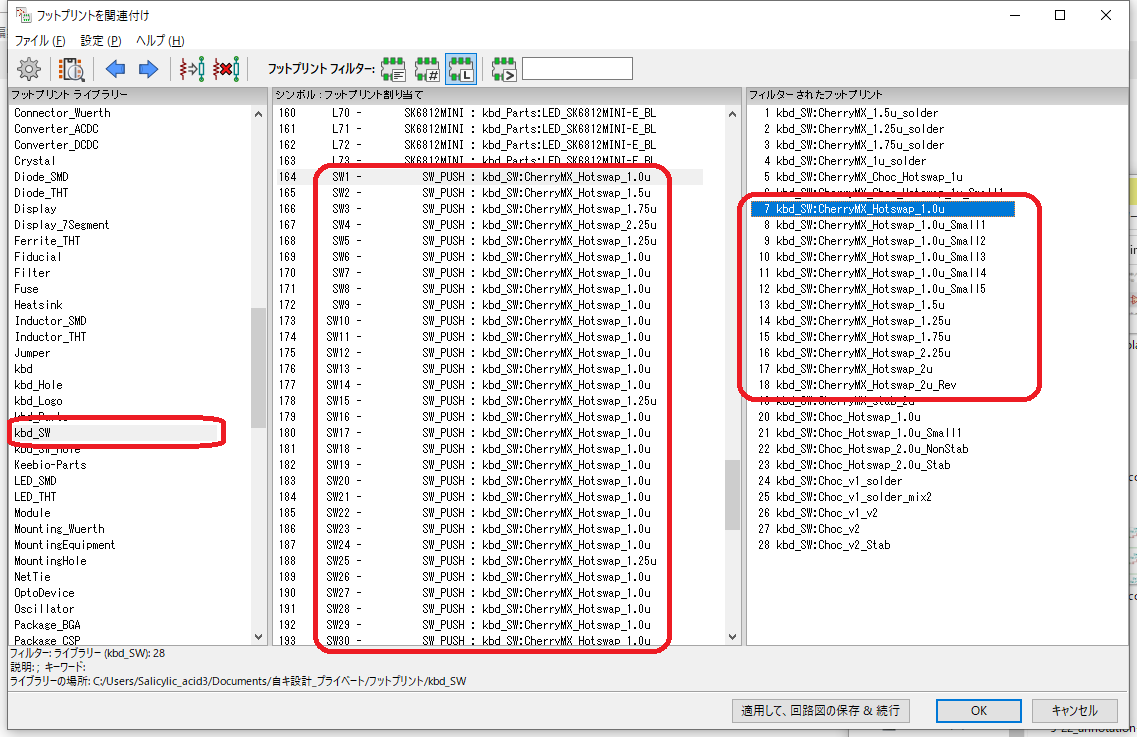 フットプリントを関連付け
ファイル (F) 設定 (P) ヘルプ (H)
フットプリント フィルター:
フットプリント ライブラリー
Connector_Wuerth
Converter_ACDC
Converter_DCDC
Crystal
Diode_SMD
Diode_THT
Display
Display_7Segment
Ferrite_THT
Fiducial
Filter
Fuse
Heatsink
Inductor_SMD
Inductor_THT
Jumper
kbd
kbd_Hole
kbd_Logo
kbd_Parts
kbd_SW
kbd_SW_Hole
Keebio-Parts
LED_SMD
LED_THT
Module
Mounting_Wuerth
MountingEquipment
MountingHole
NetTie
OptoDevice
Oscillator
Package_BGA
Package_CSP
シンボル : フットプリント割り当て
160 L70 - SK6812MINI : kbd_Parts:LED_SK6812MINI-E_BL
161 L71 - SK6812MINI : kbd_Parts:LED_SK6812MINI-E_BL
162 L72 - SK6812MINI : kbd_Parts:LED_SK6812MINI-E_BL
163 L73 - SK6812MINI : kbd_Parts:LED_SK6812MINI-E_BL
164 SW1 - SW_PUSH : kbd_SW:CherryMX_Hotswap_1.0u
165 SW2 - SW_PUSH : kbd_SW:CherryMX_Hotswap_1.5u
166 SW3 - SW_PUSH : kbd_SW:CherryMX_Hotswap_1.75u
167 SW4 - SW_PUSH : kbd_SW:CherryMX_Hotswap_2.25u
168 SW5 - SW_PUSH : kbd_SW:CherryMX_Hotswap_1.25u
169 SW6 - SW_PUSH : kbd_SW:CherryMX_Hotswap_1.0u
170 SW7 - SW_PUSH : kbd_SW:CherryMX_Hotswap_1.0u
171 SW8 - SW_PUSH : kbd_SW:CherryMX_Hotswap_1.0u
172 SW9 - SW_PUSH : kbd_SW:CherryMX_Hotswap_1.0u
173 SW10 - SW_PUSH : kbd_SW:CherryMX_Hotswap_1.0u
174 SW11 - SW_PUSH : kbd_SW:CherryMX_Hotswap_1.0u
175 SW12 - SW_PUSH : kbd_SW:CherryMX_Hotswap_1.0u
176 SW13 - SW_PUSH : kbd_SW:CherryMX_Hotswap_1.0u
177 SW14 - SW_PUSH : kbd_SW:CherryMX_Hotswap_1.0u
178 SW15 - SW_PUSH : kbd_SW:CherryMX_Hotswap_1.25u
179 SW16 - SW_PUSH : kbd_SW:CherryMX_Hotswap_1.0u
180 SW17 - SW_PUSH : kbd_SW:CherryMX_Hotswap_1.0u
181 SW18 - SW_PUSH : kbd_SW:CherryMX_Hotswap_1.0u
182 SW19 - SW_PUSH : kbd_SW:CherryMX_Hotswap_1.0u
183 SW20 - SW_PUSH : kbd_SW:CherryMX_Hotswap_1.0u
184 SW21 - SW_PUSH : kbd_SW:CherryMX_Hotswap_1.0u
185 SW22 - SW_PUSH : kbd_SW:CherryMX_Hotswap_1.0u
186 SW23 - SW_PUSH : kbd_SW:CherryMX_Hotswap_1.0u
187 SW24 - SW_PUSH : kbd_SW:CherryMX_Hotswap_1.0u
188 SW25 - SW_PUSH : kbd_SW:CherryMX_Hotswap_1.25u
189 SW26 - SW_PUSH : kbd_SW:CherryMX_Hotswap_1.0u
190 SW27 - SW_PUSH : kbd_SW:CherryMX_Hotswap_1.0u
191 SW28 - SW_PUSH : kbd_SW:CherryMX_Hotswap_1.0u
192 SW29 - SW_PUSH : kbd_SW:CherryMX_Hotswap_1.0u
193 SW30 - SW_PUSH : kbd_SW:CherryMX_Hotswap_1.0u
フィルターされたフットプリント
1 kbd_SW:CherryMX_1.5u_solder
2 kbd_SW:CherryMX_1.25u_solder
3 kbd_SW:CherryMX_1.75u_solder
4 kbd_SW:CherryMX_1u_solder
5 kbd_SW:CherryMX_Choc_Hotswap_1u
6 kbd_SW:CherryMX_Choc_Hotswap_1u_Small1
7 kbd_SW:CherryMX_Hotswap_1.0u
8 kbd_SW:CherryMX_Hotswap_1.0u_Small1
9 kbd_SW:CherryMX_Hotswap_1.0u_Small2
10 kbd_SW:CherryMX_Hotswap_1.0u_Small3
11 kbd_SW:CherryMX_Hotswap_1.0u_Small4
12 kbd_SW:CherryMX_Hotswap_1.0u_Small5
13 kbd_SW:CherryMX_Hotswap_1.5u
14 kbd_SW:CherryMX_Hotswap_1.25u
15 kbd_SW:CherryMX_Hotswap_1.75u
16 kbd_SW:CherryMX_Hotswap_2.25u
17 kbd_SW:CherryMX_Hotswap_2u
18 kbd_SW:CherryMX_Hotswap_2u_Rev
19 kbd_SW:CherryMX_stab_2u
20 kbd_SW:Choc_Hotswap_1.0u
21 kbd_SW:Choc_Hotswap_1.0u_Small1
22 kbd_SW:Choc_Hotswap_2.0u_NonStab
23 kbd_SW:Choc_Hotswap_2.0u_Stab
24 kbd_SW:Choc_v1_solder
25 kbd_SW:Choc_v1_solder_mix2
26 kbd_SW:Choc_v1_v2
27 kbd_SW:Choc_v2
28 kbd_SW:Choc_v2_Stab
フィルター: ライブラリー (kbd_SW): 28
説明: ; キーワード:
ライブラリーの場所: C:/Users/Salicylic_acid3/Documents/自キ設計_プライベート/フットプリント/kbd_SW
適用して、回路図の保存 & 続行
OK
キャンセル